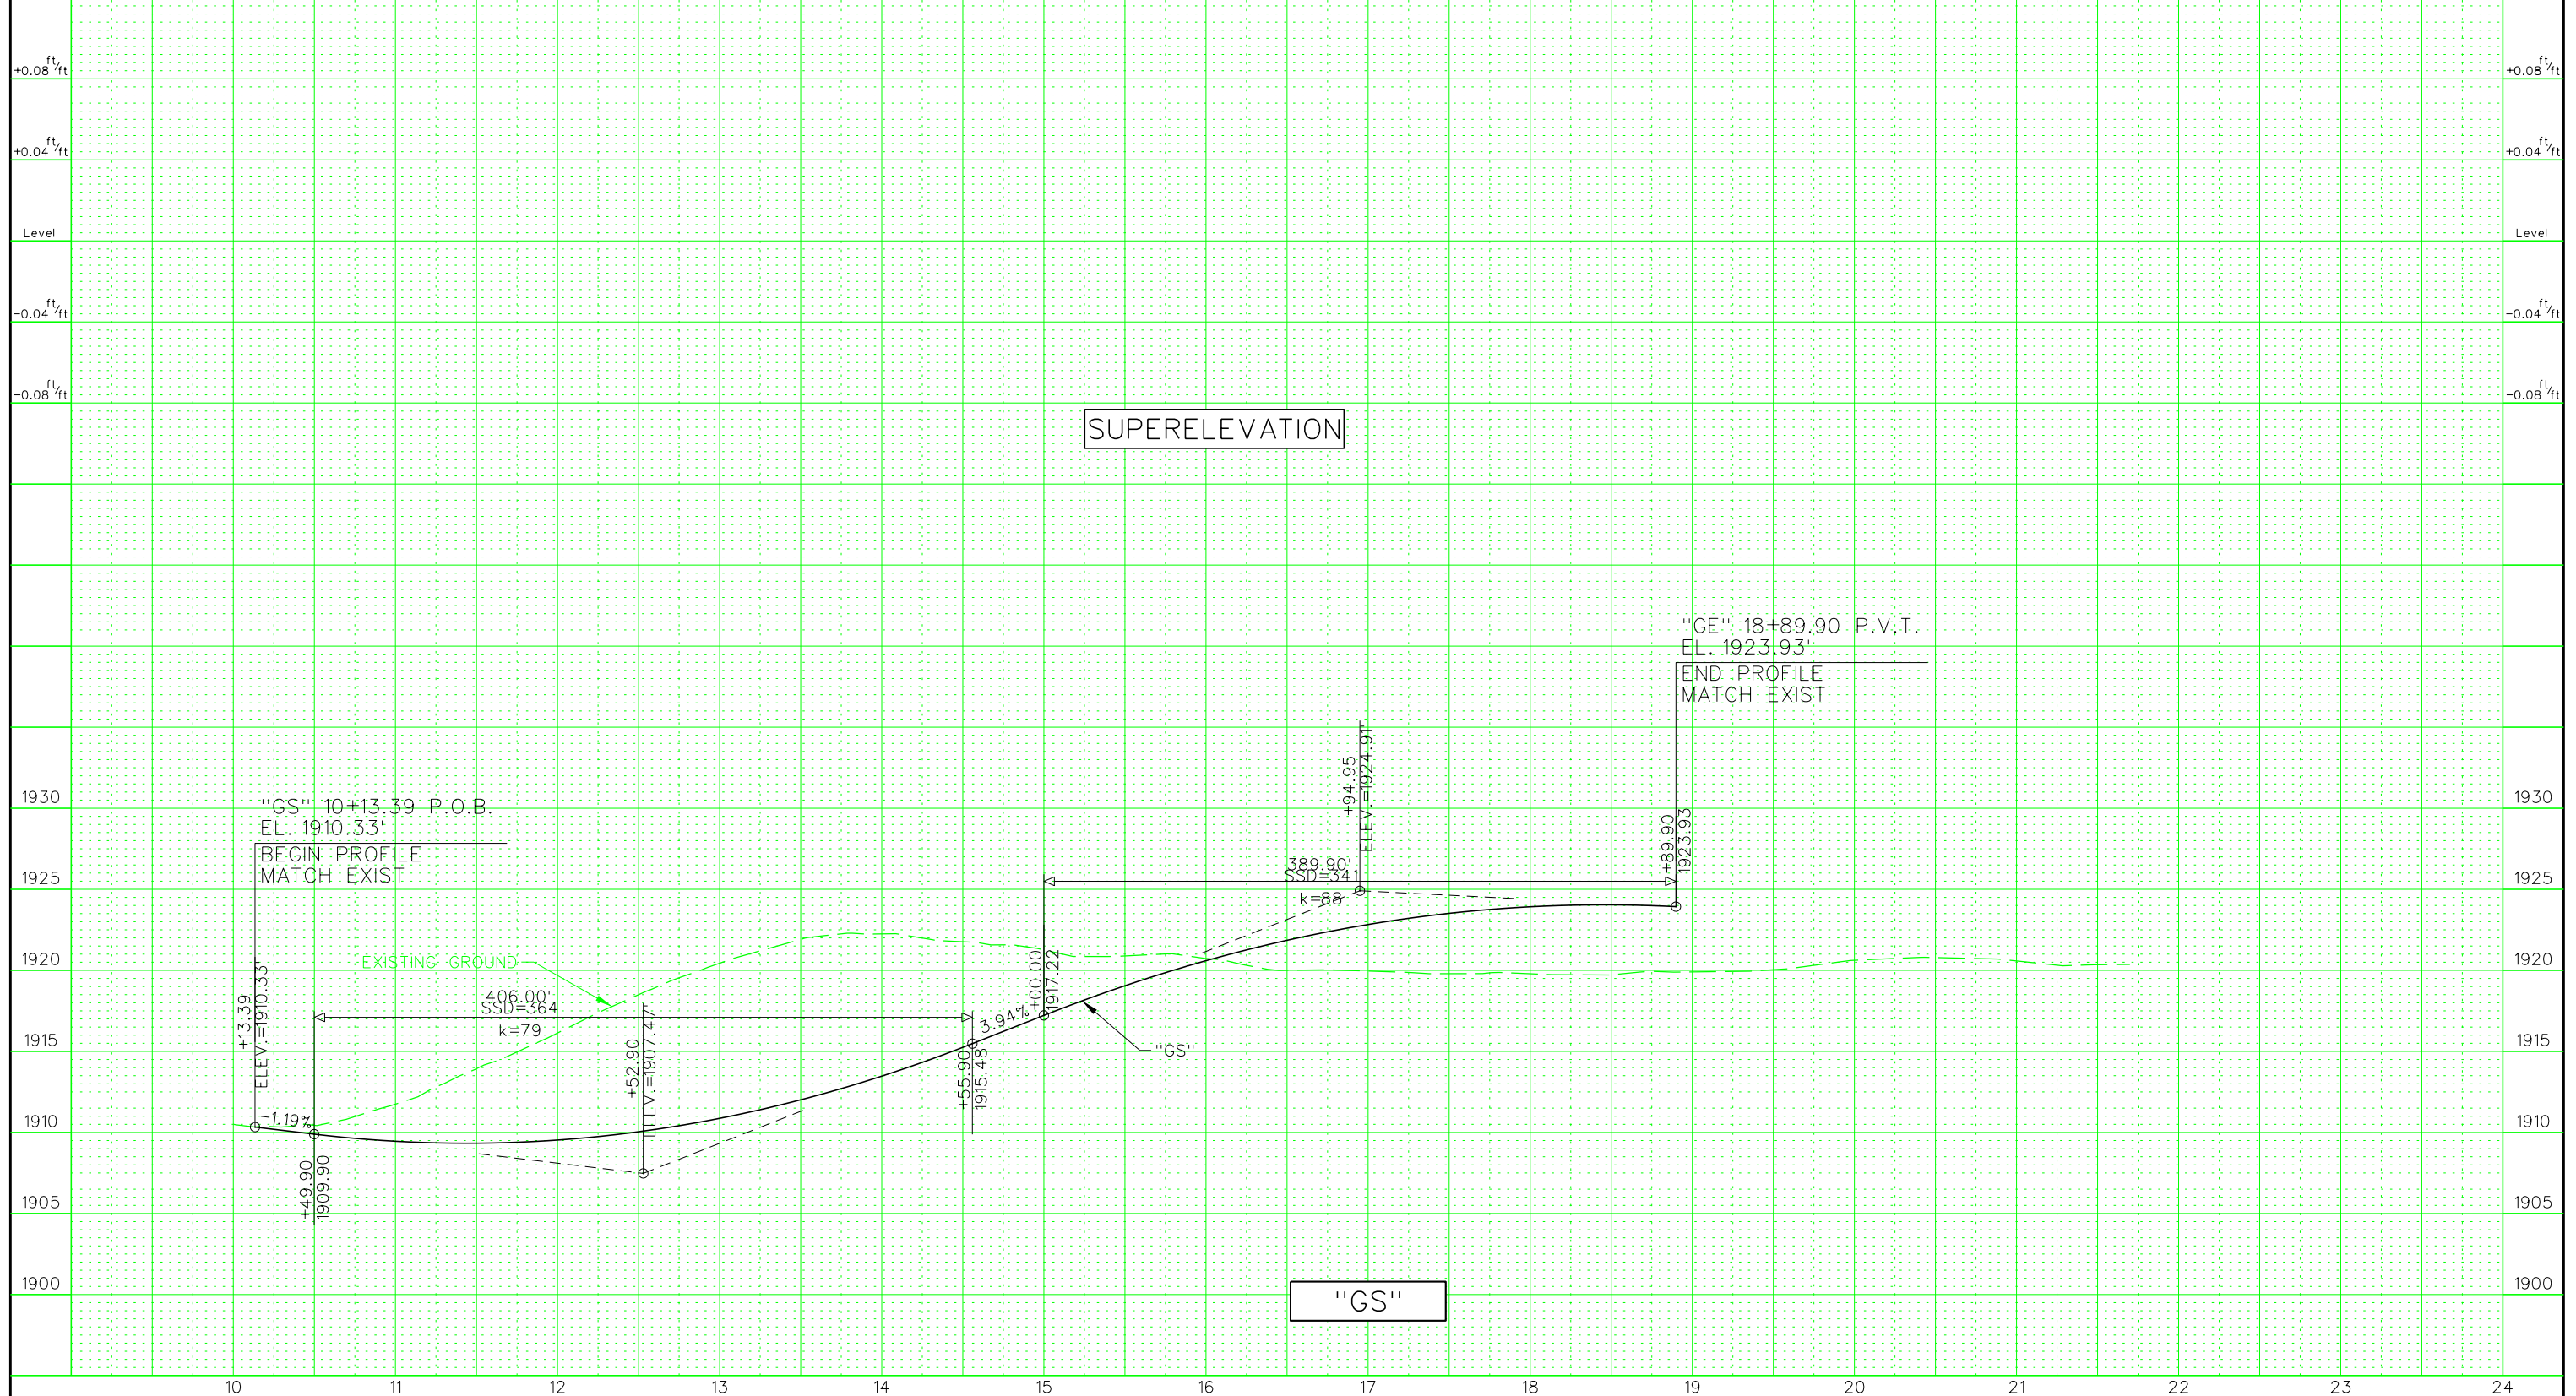 +0.08 ft/ft
+0.08 ft/ft
+0.04 ft/ft
+0.04 ft/ft
Level
Level
-0.04 ft/ft
-0.04 ft/ft
-0.08 ft/ft
-0.08 ft/ft
SUPERELEVATION
"GE" 18+89.90 P.V.T.
EL. 1923.93'
END PROFILE
MATCH EXIST
+94.95
ELEV.=1924.91'
1930
1930
"GS" 10+13.39 P.O.B.
EL. 1910.33'
BEGIN PROFILE
MATCH EXIST
+89.90
1923.93
389.90'
SSD=341
k=88
1925
1925
1920
1920
EXISTING GROUND
+13.39
ELEV.=1910.33'
406.00'
SSD=364
k=79
+00.00
1917.22
3.94%
"GS"
1915
1915
+52.90
ELEV.=1907.47'
+55.90
1915.48
1910
1910
-1.19%
+49.90
1909.90
1905
1905
1900
1900
"GS"
10 11 12 13 14 15 16 17 18 19 20 21 22 23 24